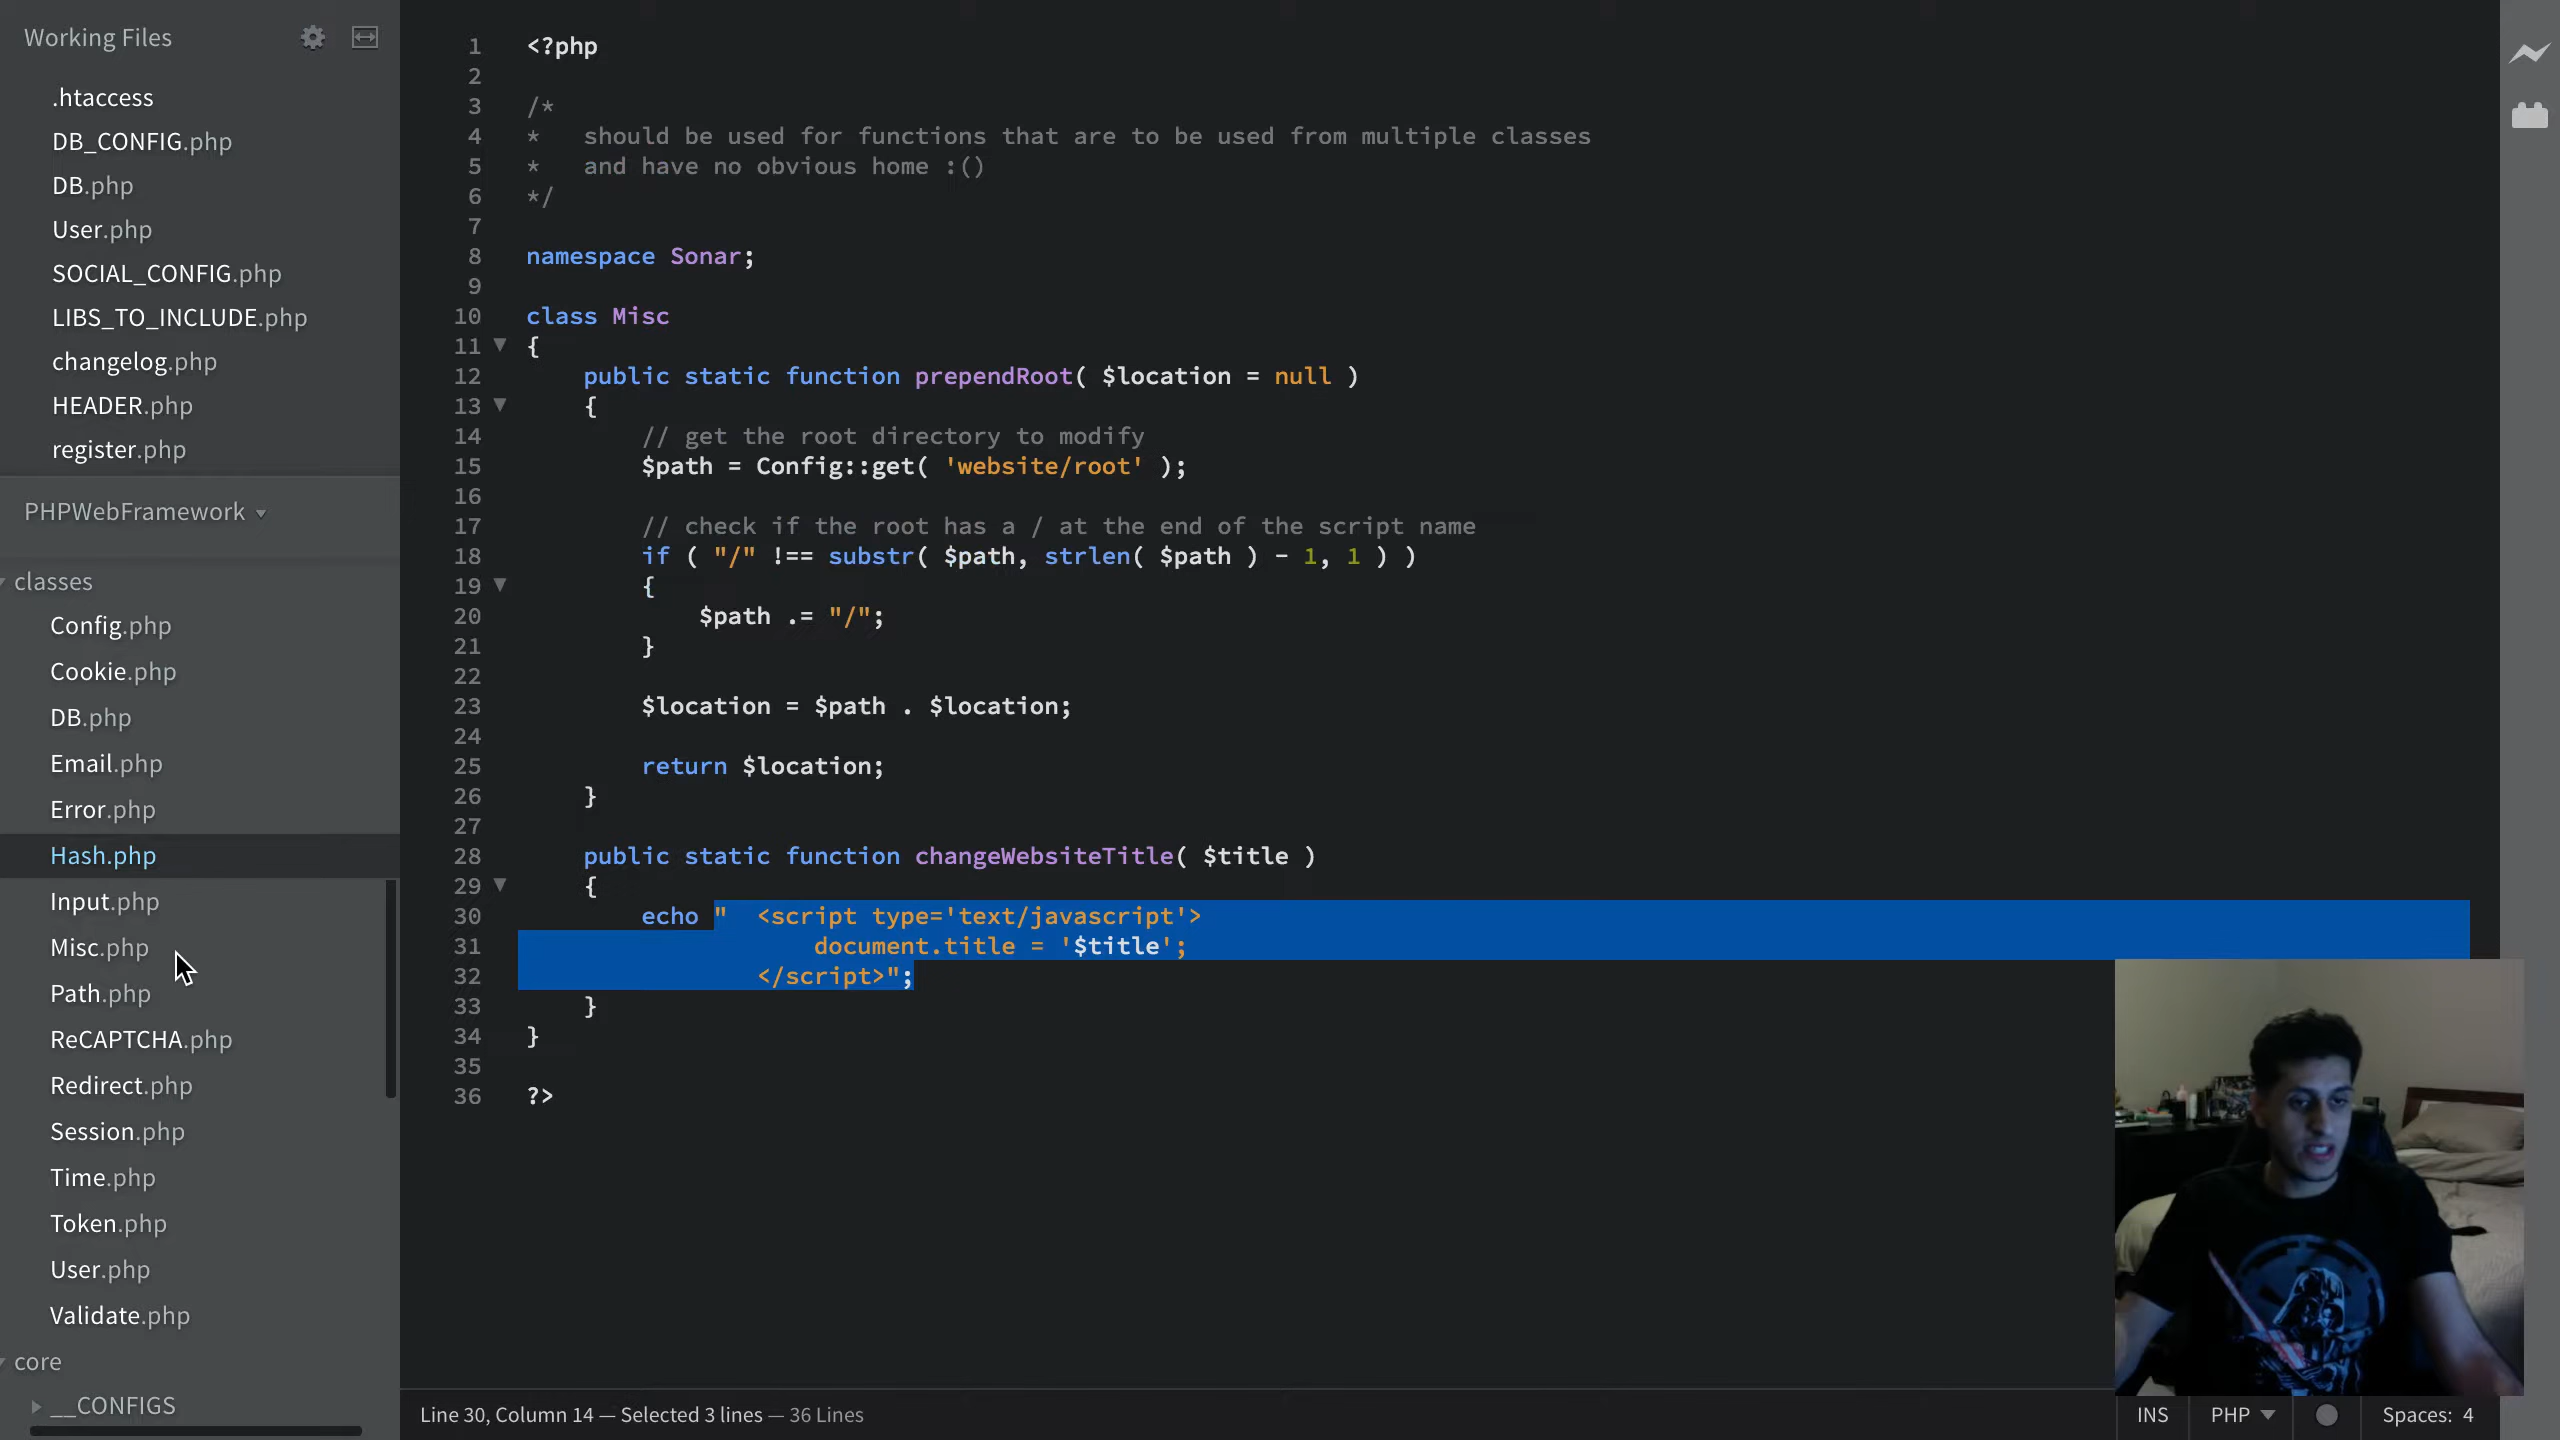 Working Files
.htaccess
DB_CONFIG.php
DB.php
User.php
SOCIAL_CONFIG.php
LIBS_TO_INCLUDE.php
changelog.php
HEADER.php
register.php
PHPWebFramework
classes
Config.php
Cookie.php
DB.php
Email.php
Error.php
Hash.php
Input.php
Misc.php
Path.php
ReCAPTCHA.php
Redirect.php
Session.php
Time.php
Token.php
User.php
Validate.php
core
__CONFIGS
1 <?php
2
3 /*
4 *   should be used for functions that are to be used from multiple classes
5 *   and have no obvious home :()
6 */
7
8 namespace Sonar;
9
10 class Misc
11 {
12     public static function prependRoot( $location = null )
13     {
14         // get the root directory to modify
15         $path = Config::get( 'website/root' );
16
17         // check if the root has a / at the end of the script name
18         if ( "/" !== substr( $path, strlen( $path ) - 1, 1 ) )
19         {
20             $path .= "/";
21         }
22
23         $location = $path . $location;
24
25         return $location;
26     }
27
28     public static function changeWebsiteTitle( $title )
29     {
30         echo "  <script type='text/javascript'>
31                     document.title = '$title';
32                 </script>";
33     }
34 }
35
36 ?>
Line 30, Column 14 — Selected 3 lines — 36 Lines
INS PHP Spaces: 4